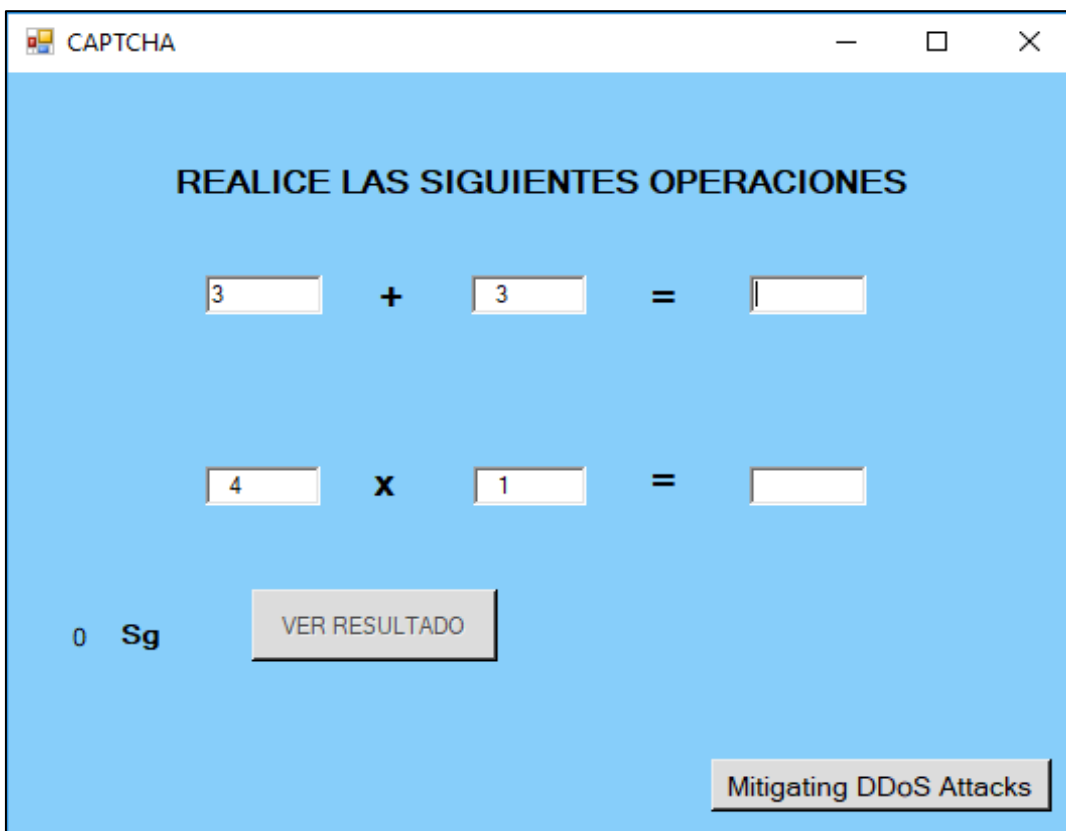 CAPTCHA
REALICE LAS SIGUIENTES OPERACIONES
3 + 3 =
4 x 1 =
0 Sg VER RESULTADO
Mitigating DDoS Attacks